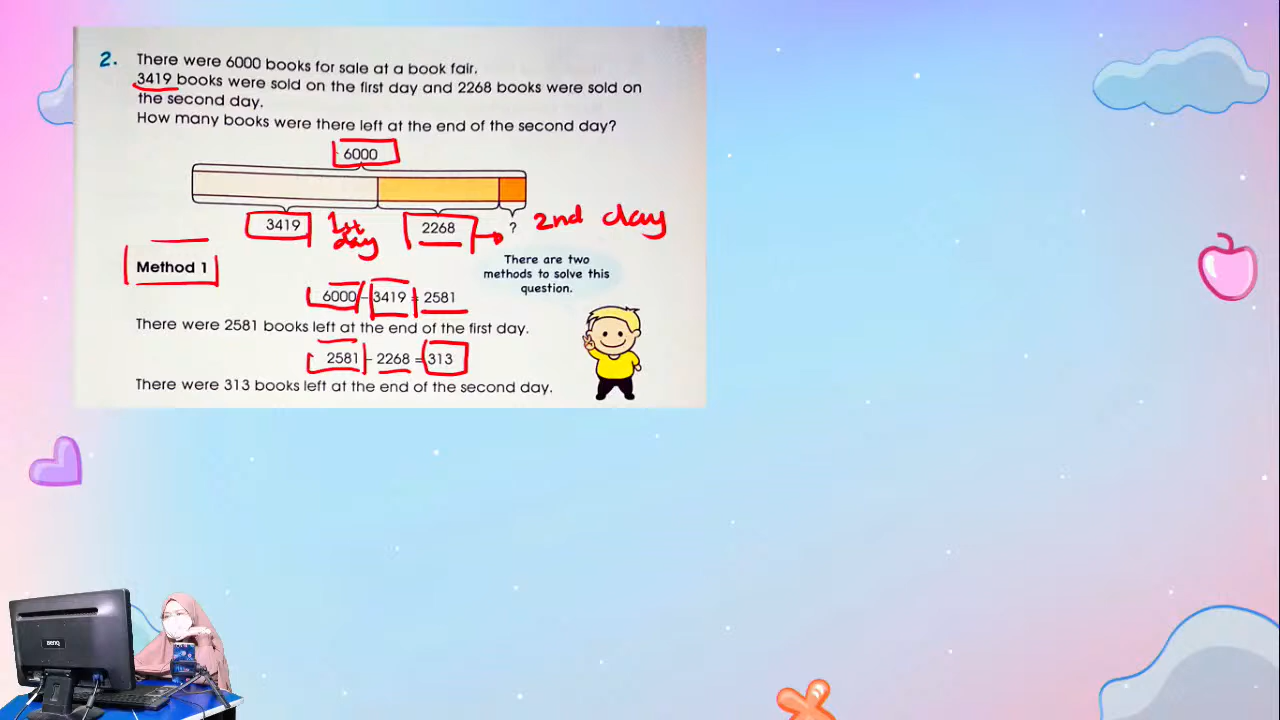 2. There were 6000 books for sale at a book fair.
3419 books were sold on the first day and 2268 books were sold on
the second day.
How many books were there left at the end of the second day?
6000
3419 1st day 2268 ? 2nd day
There are two
methods to solve this
question.
Method 1
6000 - 3419 = 2581
There were 2581 books left at the end of the first day.
2581 - 2268 = 313
There were 313 books left at the end of the second day.
BenQ